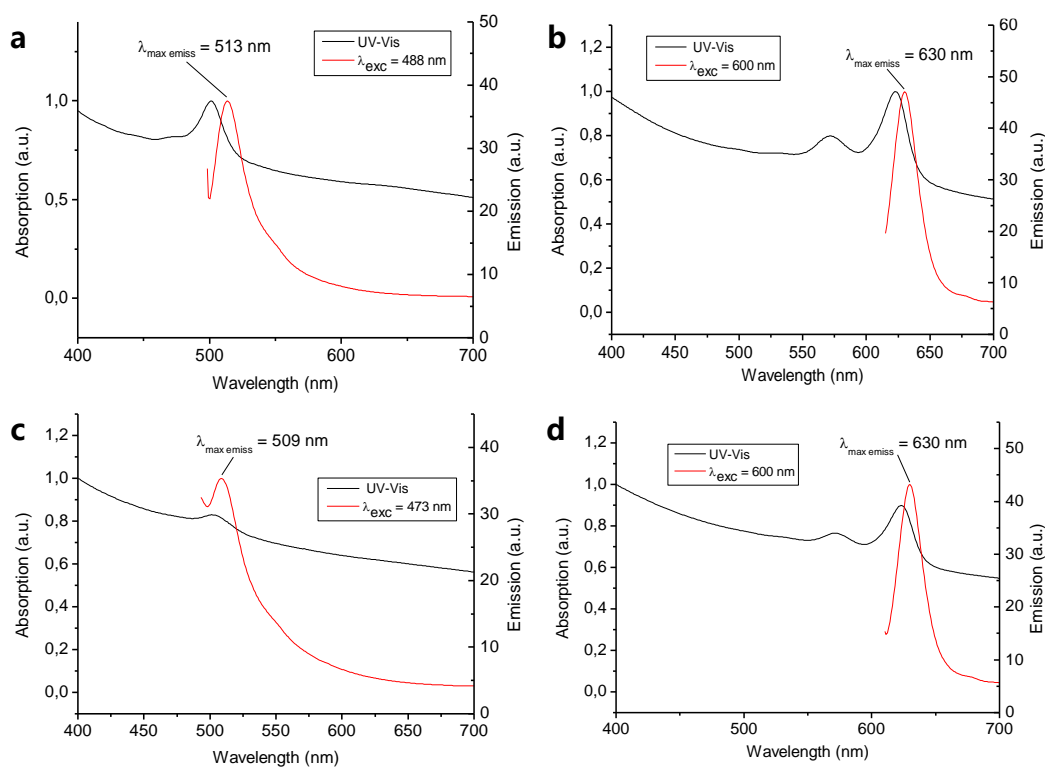 a
λmax emiss = 513 nm
UV-Vis
λexc = 488 nm
Absorption (a.u.)
1,0
0,5
0,0
Emission (a.u.)
50
40
30
20
10
0
400 450 500 550 600 650 700
Wavelength (nm)
b
λmax emiss = 630 nm
UV-Vis
λexc = 600 nm
Absorption (a.u.)
1,2
1,0
0,8
0,6
0,4
0,2
0,0
Emission (a.u.)
60
50
40
30
20
10
0
400 450 500 550 600 650 700
Wavelength (nm)
c
λmax emiss = 509 nm
UV-Vis
λexc = 473 nm
Absorption (a.u.)
1,2
1,0
0,8
0,6
0,4
0,2
0,0
Emission (a.u.)
40
30
20
10
0
400 450 500 550 600 650 700
Wavelength (nm)
d
λmax emiss = 630 nm
UV-Vis
λexc = 600 nm
Absorption (a.u.)
1,2
1,0
0,8
0,6
0,4
0,2
0,0
Emission (a.u.)
50
40
30
20
10
0
400 500 600 700
Wavelength (nm)